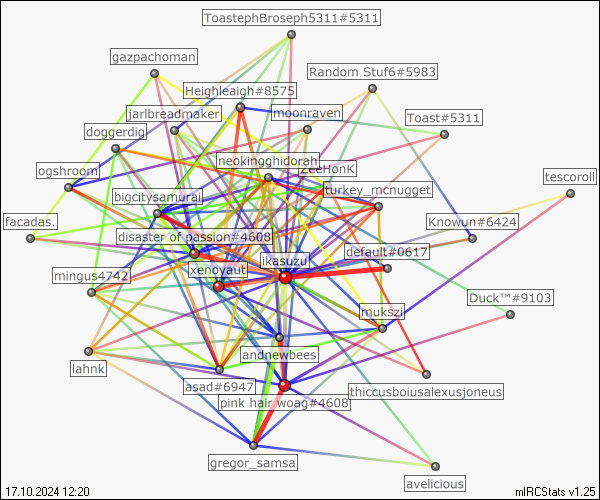 ToastephBroseph5311#5311
gazpachoman
Random Stuf6#5983
Heighleaigh#8575
jarlbreadmaker.
moonraven
Toast#5311
doggerdig
neokingghidorah
ZeeHonk
ogshroom
tescoroll
turkey_mcnugget
bigcitysamurai
facadas.
Knowun#6424
disaster of passion#4608
default#0617
ikasuzu
xenoyaut
mingus4742
Duck™#9103
mukszi
andnewbees
lahnk
asad#6947
thiccusboiusalexusjoneus
pink hair woag#4608
gregor_samsa
avelicious
17.10.2024 12:20
mIRCStats v1.25